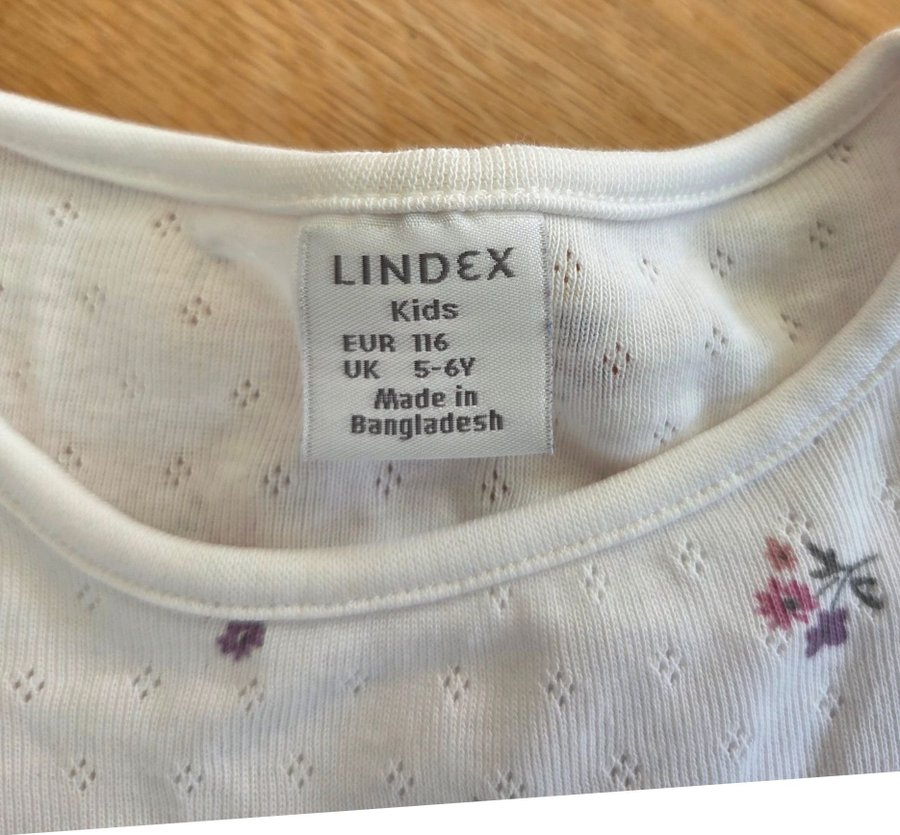 LINDEX
Kids
EUR 116
UK 5-6Y
Made in
Bangladesh